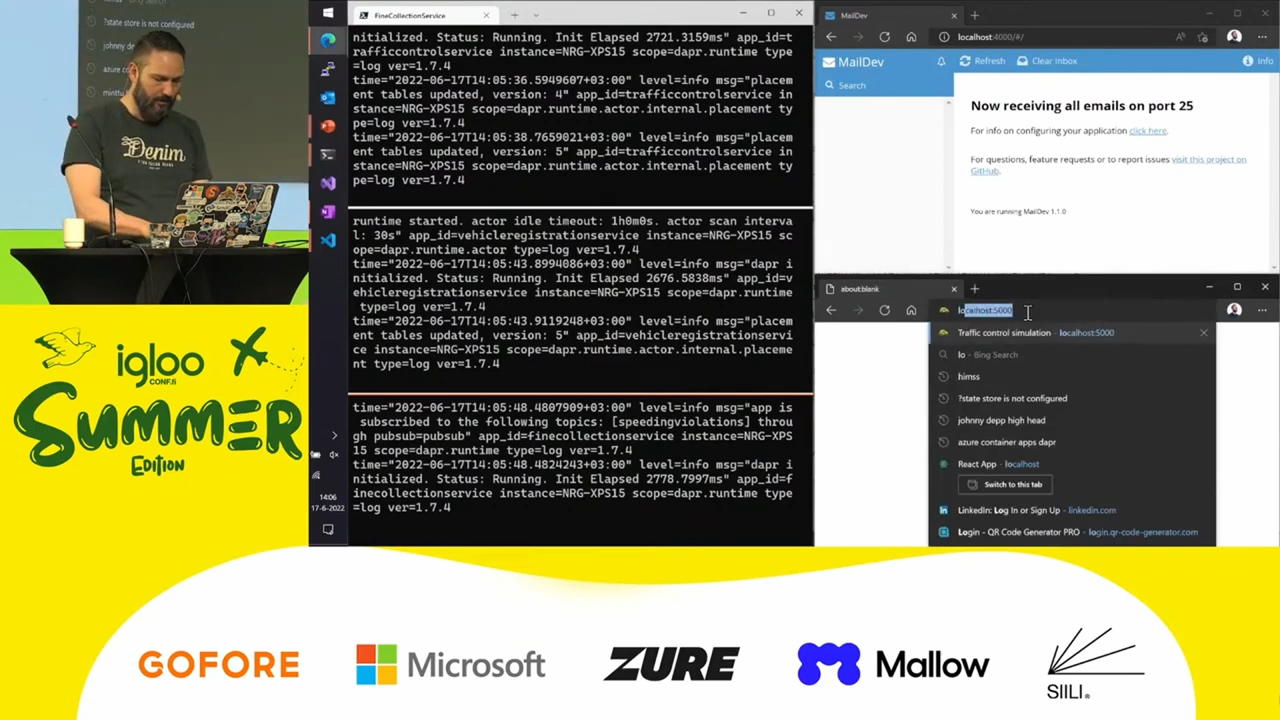 ?state store is not configured
johnny de
azure co
minttu
Denim
igloo
CONF.fi
SUMMER
EDITION
FineCollectionService
nitialized. Status: Running. Init Elapsed 2721.3159ms" app_id=t
rafficcontrolservice instance=NRG-XPS15 scope=dapr.runtime type
=log ver=1.7.4
time="2022-06-17T14:05:36.5949607+03:00" level=info msg="placem
ent tables updated, version: 4" app_id=trafficcontrolservice in
stance=NRG-XPS15 scope=dapr.runtime.actor.internal.placement ty
pe=log ver=1.7.4
time="2022-06-17T14:05:38.7659021+03:00" level=info msg="placem
ent tables updated, version: 5" app_id=trafficcontrolservice in
stance=NRG-XPS15 scope=dapr.runtime.actor.internal.placement ty
pe=log ver=1.7.4
runtime started. actor idle timeout: 1h0m0s. actor scan interva
l: 30s" app_id=vehicleregistrationservice instance=NRG-XPS15 sc
ope=dapr.runtime.actor type=log ver=1.7.4
time="2022-06-17T14:05:43.8994086+03:00" level=info msg="dapr i
nitialized. Status: Running. Init Elapsed 2676.5838ms" app_id=v
ehicleregistrationservice instance=NRG-XPS15 scope=dapr.runtime
type=log ver=1.7.4
time="2022-06-17T14:05:43.9119248+03:00" level=info msg="placem
ent tables updated, version: 5" app_id=vehicleregistrationservi
ce instance=NRG-XPS15 scope=dapr.runtime.actor.internal.placeme
nt type=log ver=1.7.4
time="2022-06-17T14:05:48.4807909+03:00" level=info msg="app is
subscribed to the following topics: [speedingviolations] throu
gh pubsub=pubsub" app_id=finecollectionservice instance=NRG-XPS
15 scope=dapr.runtime type=log ver=1.7.4
time="2022-06-17T14:05:48.4824243+03:00" level=info msg="dapr i
nitialized. Status: Running. Init Elapsed 2778.7997ms" app_id=f
inecollectionservice instance=NRG-XPS15 scope=dapr.runtime type
=log ver=1.7.4
14:06
17-6-2022
MailDev
localhost:4000/#/
MailDev
Refresh
Clear Inbox
Info
Search
Now receiving all emails on port 25
For info on configuring your application click here.
For questions, feature requests or to report issues visit this project on
GitHub.
You are running MailDev 1.1.0
about:blank
localhost:5000
Traffic control simulation - localhost:5000
lo - Bing Search
himss
?state store is not configured
johnny depp high head
azure container apps dapr
React App - localhost
Switch to this tab
LinkedIn: Log In or Sign Up - linkedin.com
Login - QR Code Generator PRO - login.qr-code-generator.com
GOFORE
Microsoft
ZURE
Mallow
SIILI®